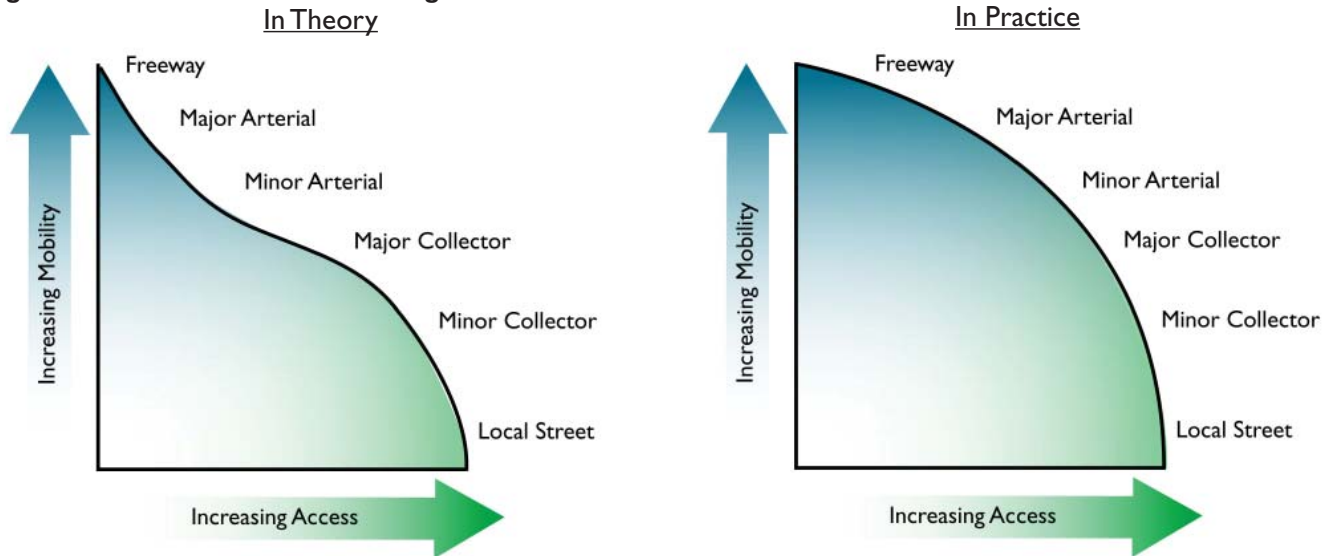 In Theory
Freeway
Major Arterial
Minor Arterial
Major Collector
Minor Collector
Local Street
Increasing Mobility
Increasing Access
In Practice
Freeway
Major Arterial
Minor Arterial
Major Collector
Minor Collector
Local Street
Increasing Mobility
Increasing Access